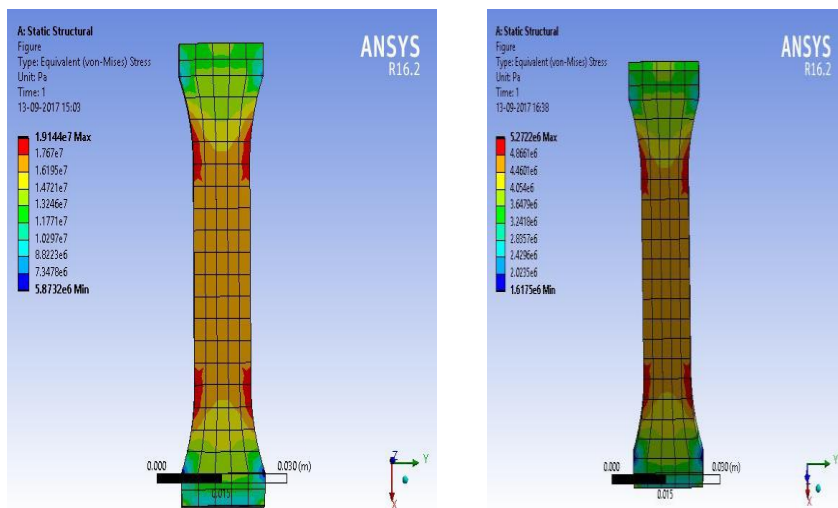 A: Static Structural
Figure
Type: Equivalent (von-Mises) Stress
Unit: Pa
Time: 1
13-09-2017 15:03
ANSYS
R16.2
1.9144e7 Max
1.767e7
1.6195e7
1.4721e7
1.3246e7
1.1771e7
1.0297e7
8.8223e6
7.3478e6
5.8732e6 Min
0.000
0.030 (m)
0.015
Z
Y
X
A: Static Structural
Figure
Type: Equivalent (von-Mises) Stress
Unit: Pa
Time: 1
13-09-2017 16:38
ANSYS
R16.2
5.2722e6 Max
4.8661e6
4.4601e6
4.054e6
3.6479e6
3.2418e6
2.8357e6
2.4296e6
2.0235e6
1.6175e6 Min
0.000
0.030 (m)
0.015
Y
X